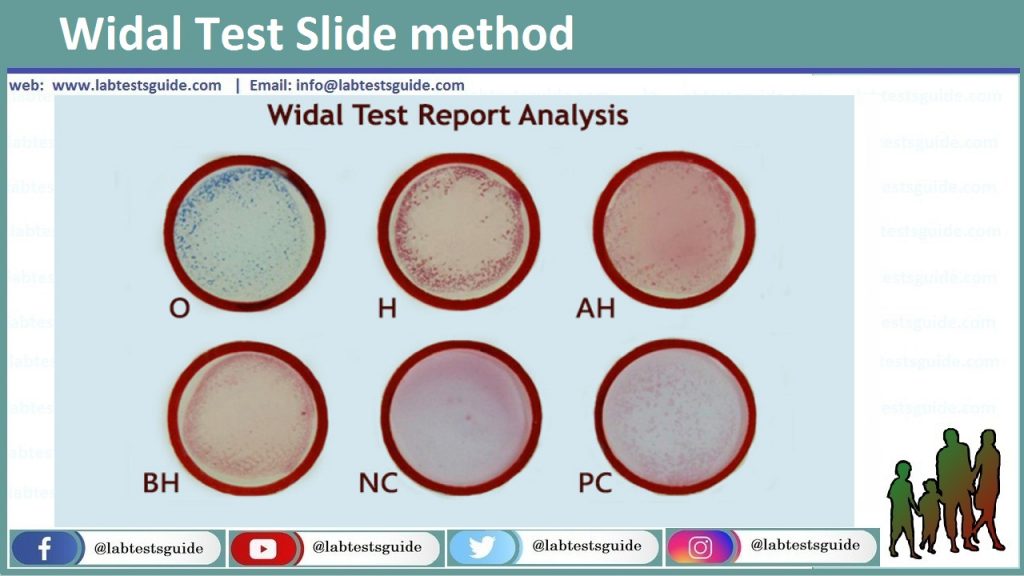 Widal Test Slide method
web: www.labtestsguide.com | Email: info@labtestsguide.com
Widal Test Report Analysis
O H AH
BH NC PC
@labtestsguide @labtestsguide @labtestsguide @labtestsguide